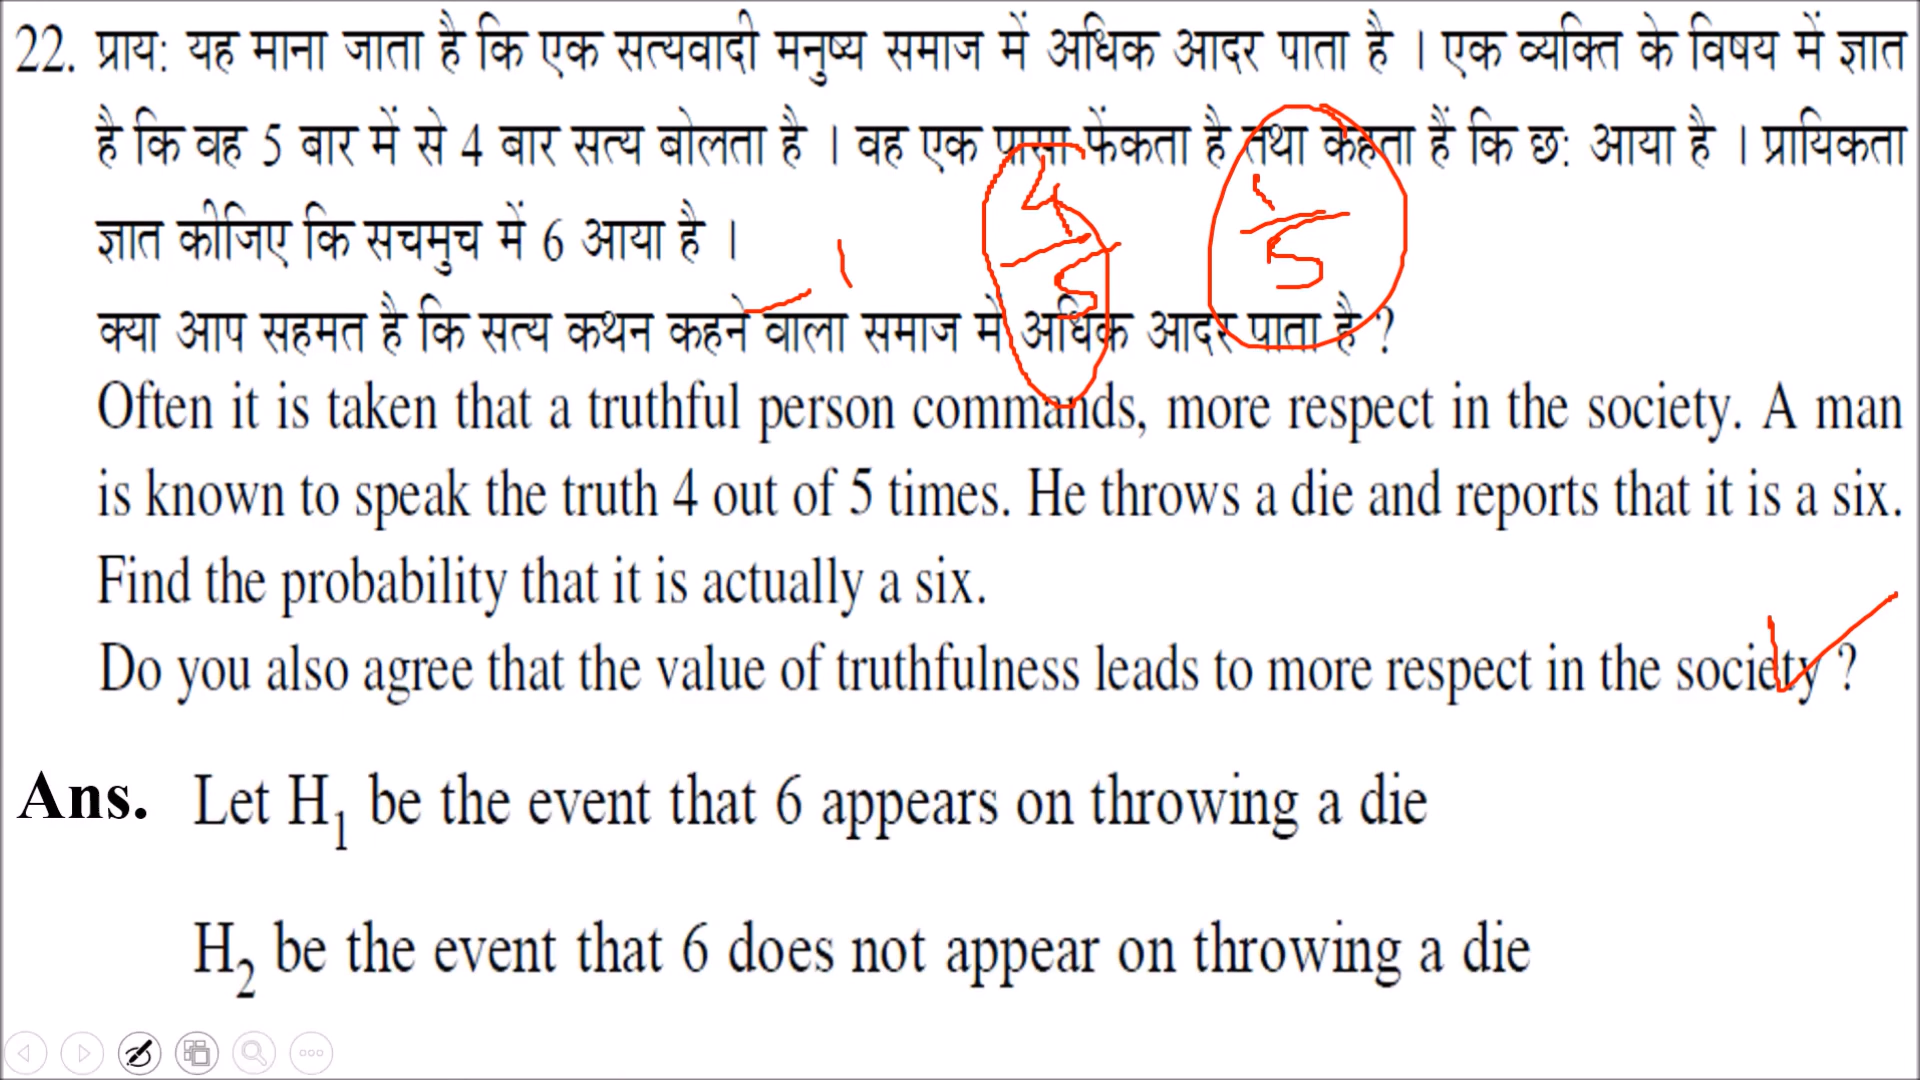 22. प्राय: यह माना जाता है कि एक सत्यवादी मनुष्य समाज में अधिक आदर पाता है । एक व्यक्ति के विषय में ज्ञात
है कि वह 5 बार में से 4 बार सत्य बोलता है । वह एक पासा फेंकता है तथा कहता हैं कि छ: आया है । प्रायिकता
4/5 1/5
ज्ञात कीजिए कि सचमुच में 6 आया है ।
क्या आप सहमत है कि सत्य कथन कहने वाला समाज में अधिक आदर पाता है ?
Often it is taken that a truthful person commands, more respect in the society. A man
is known to speak the truth 4 out of 5 times. He throws a die and reports that it is a six.
Find the probability that it is actually a six.
Do you also agree that the value of truthfulness leads to more respect in the society ?
Ans. Let H₁ be the event that 6 appears on throwing a die
H₂ be the event that 6 does not appear on throwing a die